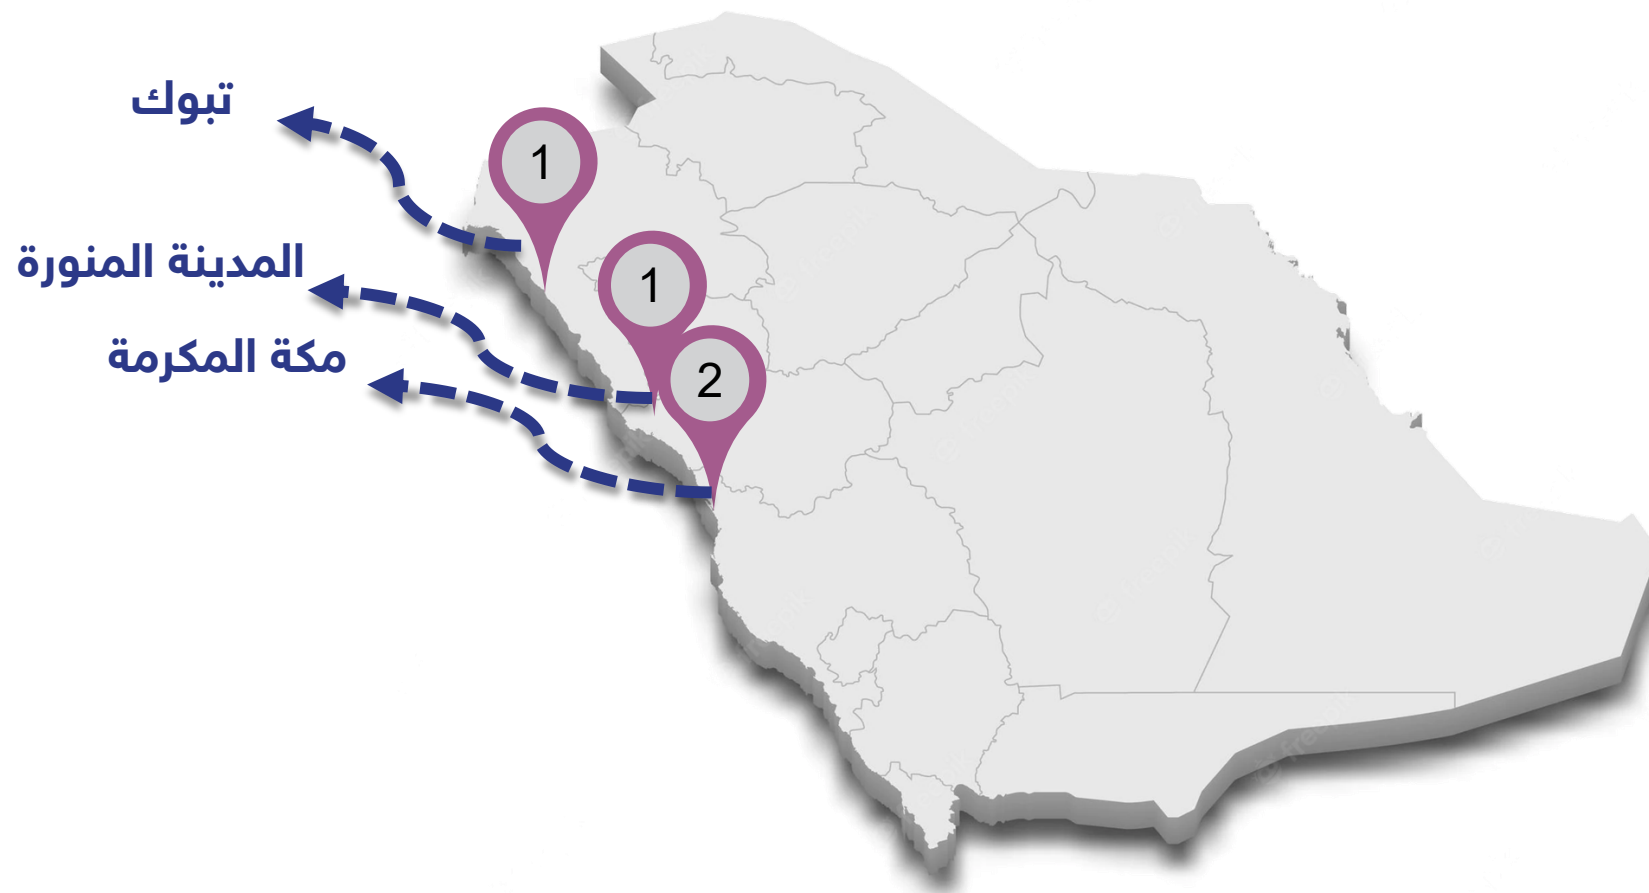 تبوك
1
المدينة المنورة
1
مكة المكرمة
2